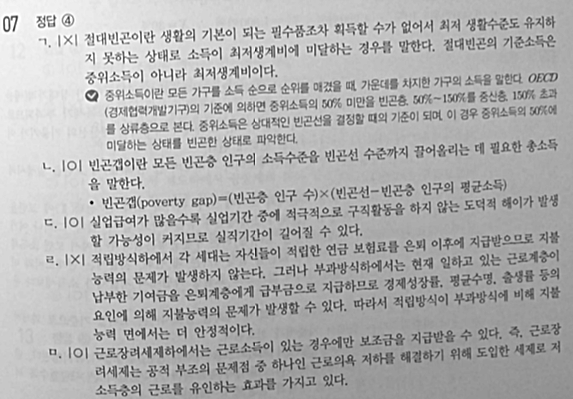 07 정답 ④
ㄱ. |×| 절대빈곤이란 생활의 기본이 되는 필수품조차 획득할 수가 없어서 최저 생활수준도 유지하
지 못하는 상태로 소득이 최저생계비에 미달하는 경우를 말한다. 절대빈곤의 기준소득은
중위소득이 아니라 최저생계비이다.
중위소득이란 모든 가구를 소득 순으로 순위를 매겼을 때, 가운데를 차지한 가구의 소득을 말한다. OECD
(경제협력개발기구)의 기준에 의하면 중위소득의 50% 미만을 빈곤층, 50%~150%를 중산층, 150% 초과
를 상류층으로 본다. 중위소득은 상대적인 빈곤선을 결정할 때의 기준이 되며, 이 경우 중위소득의 50%에
미달하는 상태를 빈곤한 상태로 파악한다.
ㄴ. |○| 빈곤갭이란 모든 빈곤층 인구의 소득수준을 빈곤선 수준까지 끌어올리는 데 필요한 총소득
을 말한다.
• 빈곤갭(poverty gap)=(빈곤층 인구 수)×(빈곤선-빈곤층 인구의 평균소득)
ㄷ. |○| 실업급여가 많을수록 실업기간 중에 적극적으로 구직활동을 하지 않는 도덕적 해이가 발생
할 가능성이 커지므로 실직기간이 길어질 수 있다.
ㄹ. |×| 적립방식하에서 각 세대는 자신들이 적립한 연금 보험료를 은퇴 이후에 지급받으므로 지불
능력의 문제가 발생하지 않는다. 그러나 부과방식하에서는 현재 일하고 있는 근로계층이
납부한 기여금을 은퇴계층에게 급부금으로 지급하므로 경제성장률, 평균수명, 출생률 등의
요인에 의해 지불능력의 문제가 발생할 수 있다. 따라서 적립방식이 부과방식에 비해 지불
능력 면에서는 더 안정적이다.
ㅁ. |○| 근로장려세제하에서는 근로소득이 있는 경우에만 보조금을 지급받을 수 있다. 즉, 근로장
려세제는 공적 부조의 문제점 중 하나인 근로의욕 저하를 해결하기 위해 도입한 세제로 저
소득층의 근로를 유인하는 효과를 가지고 있다.